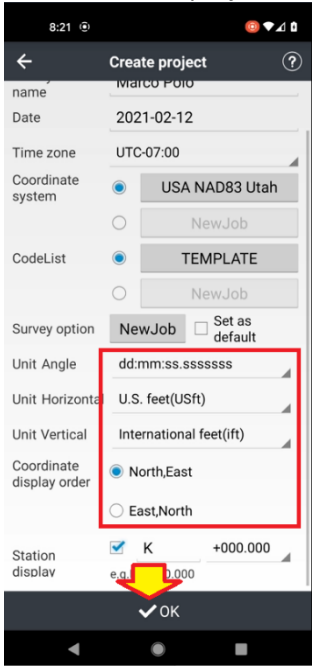 8:21
Create project
?
name
Marco Polo
Date
2021-02-12
Time zone
UTC-07:00
Coordinate
system
USA NAD83 Utah
NewJob
CodeList
TEMPLATE
NewJob
Survey option
NewJob
Set as
default
Unit Angle
dd:mm:ss.sssssss
Unit Horizontal
U.S. feet(USft)
Unit Vertical
International feet(ift)
Coordinate
display order
North,East
East,North
Station
display
K
+000.000
e,g.
.000
OK